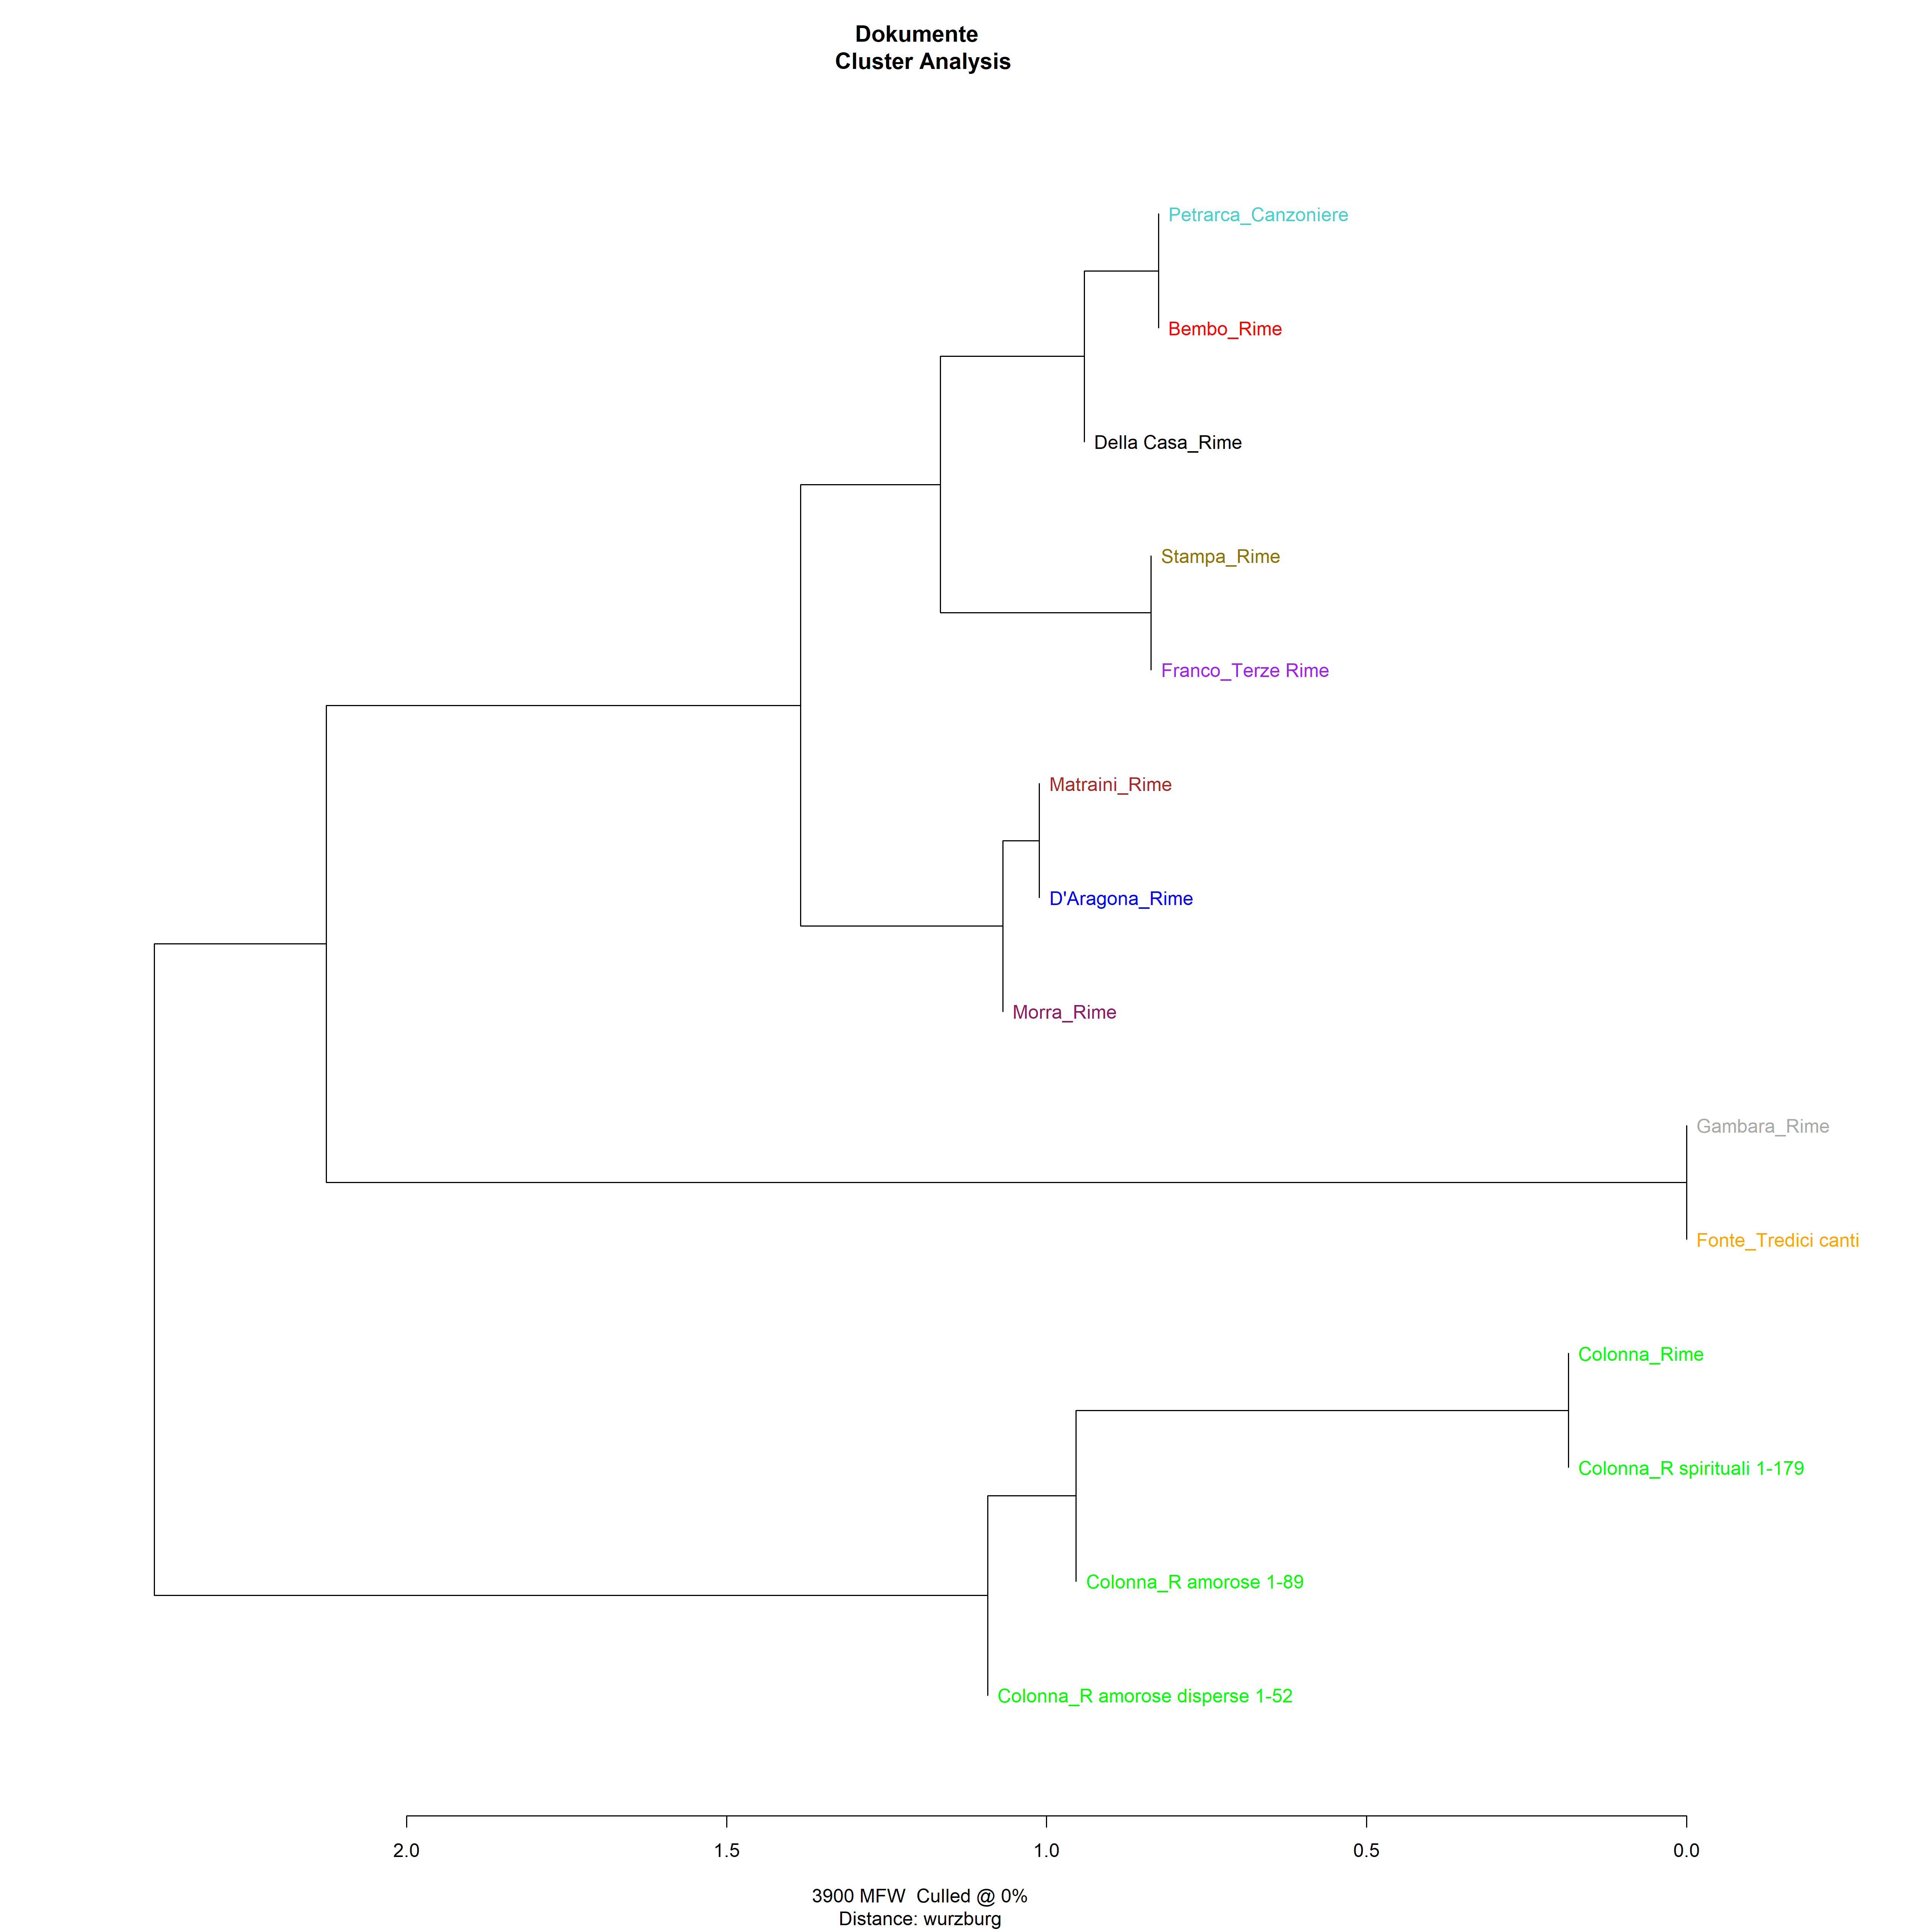 Dokumente
Cluster Analysis
Petrarca_Canzoniere
Bembo_Rime
Della Casa_Rime
Stampa_Rime
Franco_Terze Rime
Matraini_Rime
D'Aragona_Rime
Morra_Rime
Gambara_Rime
Fonte_Tredici canti
Colonna_Rime
Colonna_R spirituali 1-179
Colonna_R amorose 1-89
Colonna_R amorose disperse 1-52
2.0 1.5 1.0 0.5 0.0
3900 MFW  Culled @ 0%
Distance: wurzburg